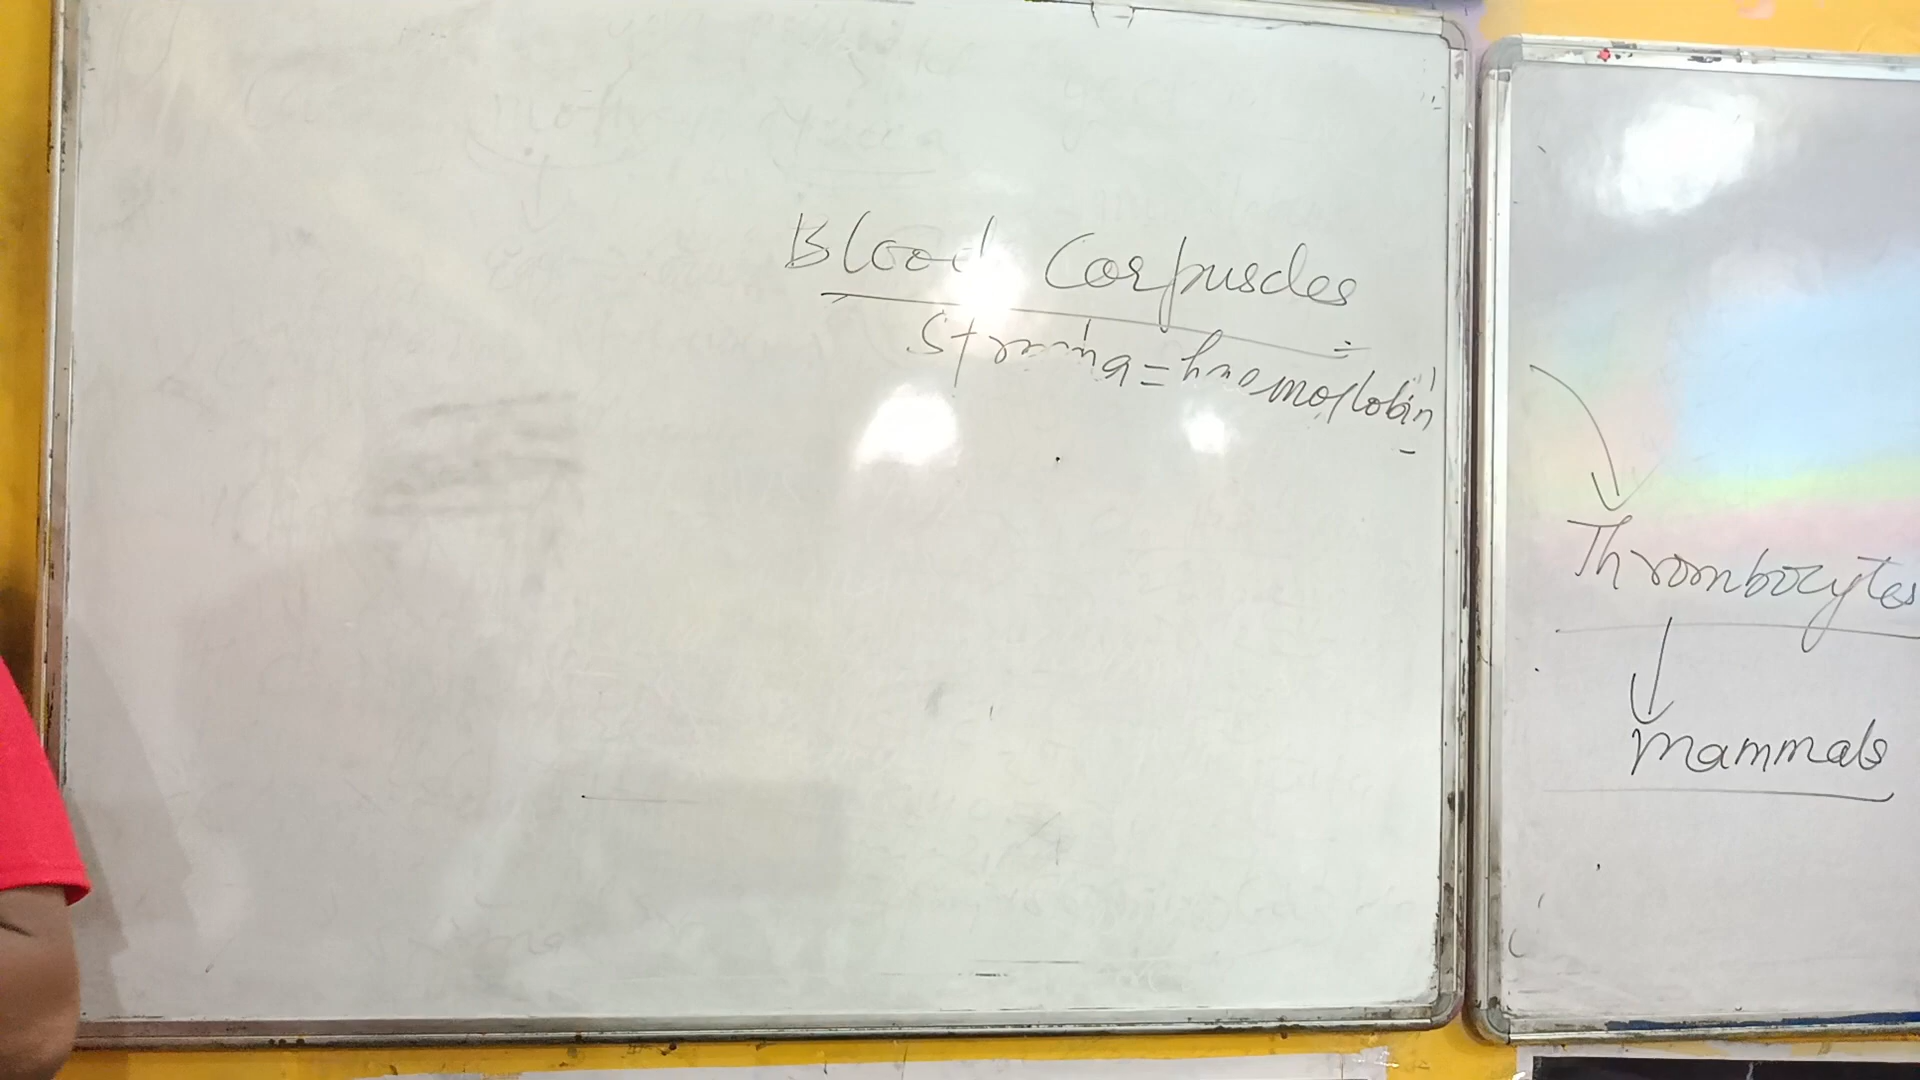 Blood Corpuscles
Stroma = haemoglobin
Thrombocytes
mammals